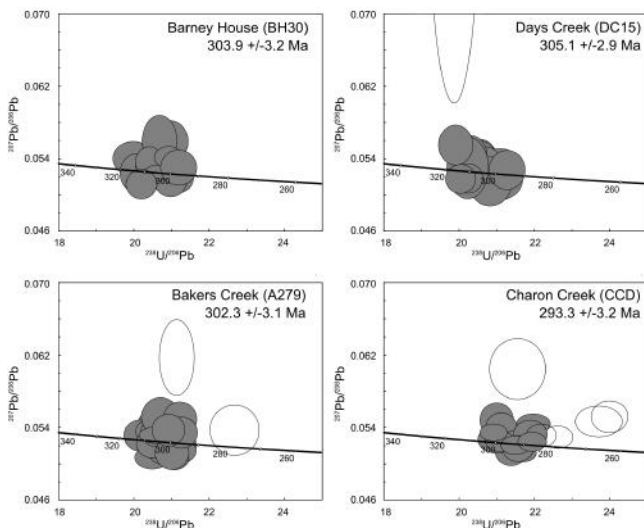 Barney House (BH30)
303.9 +/-3.2 Ma
0.070
0.062
0.054
0.046
²⁰⁷Pb/²⁰⁶Pb
340
320
300
280
260
18 20 22 24
²³⁸U/²⁰⁶Pb
Days Creek (DC15)
305.1 +/-2.9 Ma
0.070
0.062
0.054
0.046
²⁰⁷Pb/²⁰⁶Pb
340
320
300
280
260
18 20 22 24
²³⁸U/²⁰⁶Pb
Bakers Creek (A279)
302.3 +/-3.1 Ma
0.070
0.062
0.054
0.046
²⁰⁷Pb/²⁰⁶Pb
340
320
300
280
260
18 20 22 24
²³⁸U/²⁰⁶Pb
Charon Creek (CCD)
293.3 +/-3.2 Ma
0.070
0.062
0.054
0.046
²⁰⁷Pb/²⁰⁶Pb
340
320
300
280
260
18 20 22 24
²³⁸U/²⁰⁶Pb